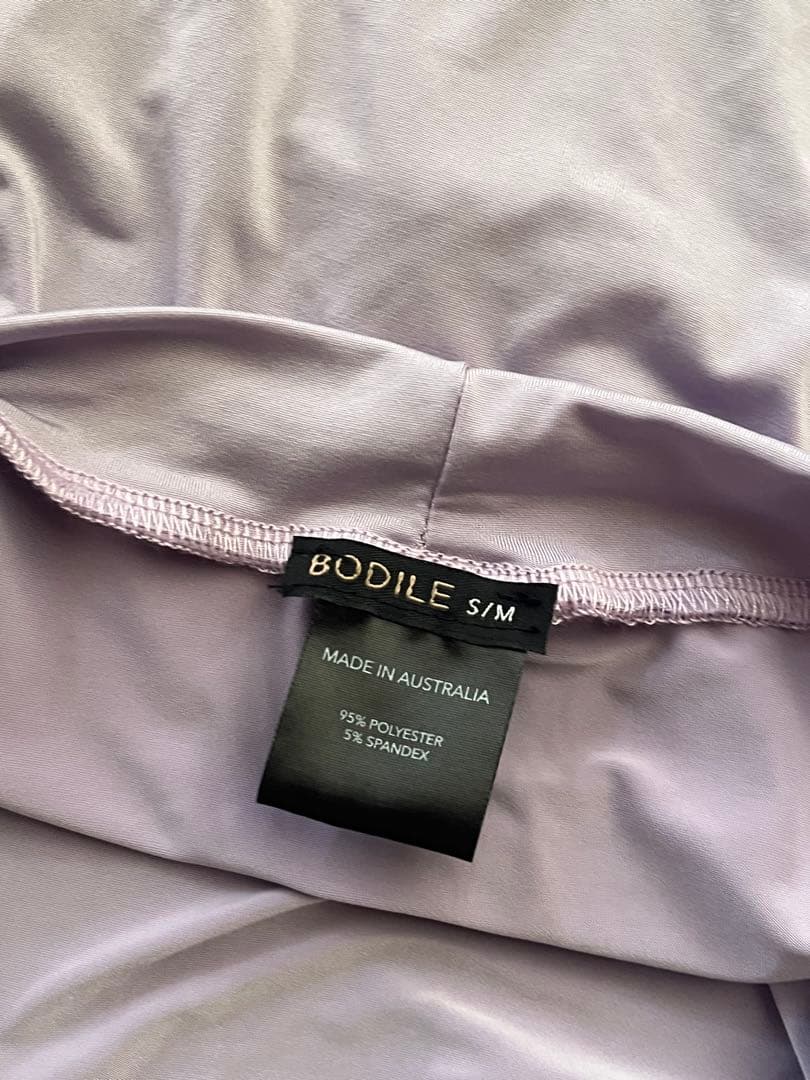 BODILE S/M
MADE IN AUSTRALIA
95% POLYESTER
5% SPANDEX